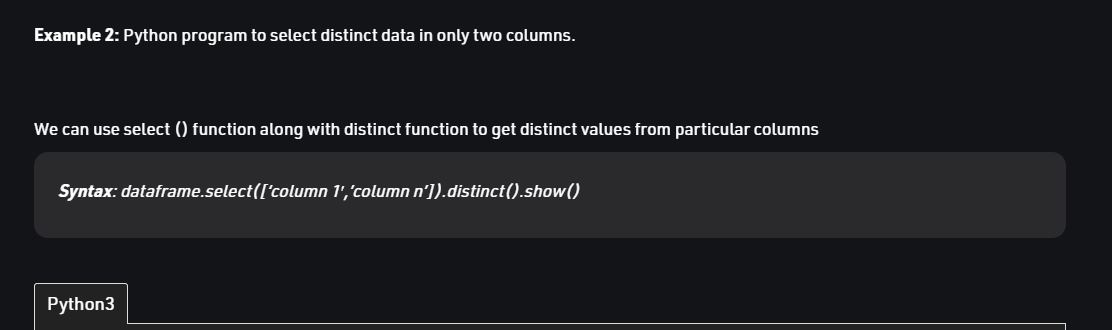 Example 2: Python program to select distinct data in only two columns.
We can use select () function along with distinct function to get distinct values from particular columns
Syntax: dataframe.select(['column 1','column n']).distinct().show()
Python3